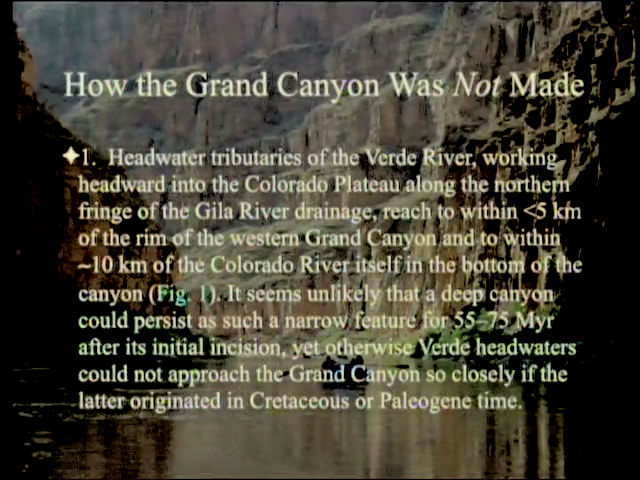 How the Grand Canyon Was Not Made
✦1. Headwater tributaries of the Verde River, working
headward into the Colorado Plateau along the northern
fringe of the Gila River drainage, reach to within <5 km
of the rim of the western Grand Canyon and to within
~10 km of the Colorado River itself in the bottom of the
canyon (Fig. 1). It seems unlikely that a deep canyon
could persist as such a narrow feature for 55–75 Myr
after its initial incision, yet otherwise Verde headwaters
could not approach the Grand Canyon so closely if the
latter originated in Cretaceous or Paleogene time.